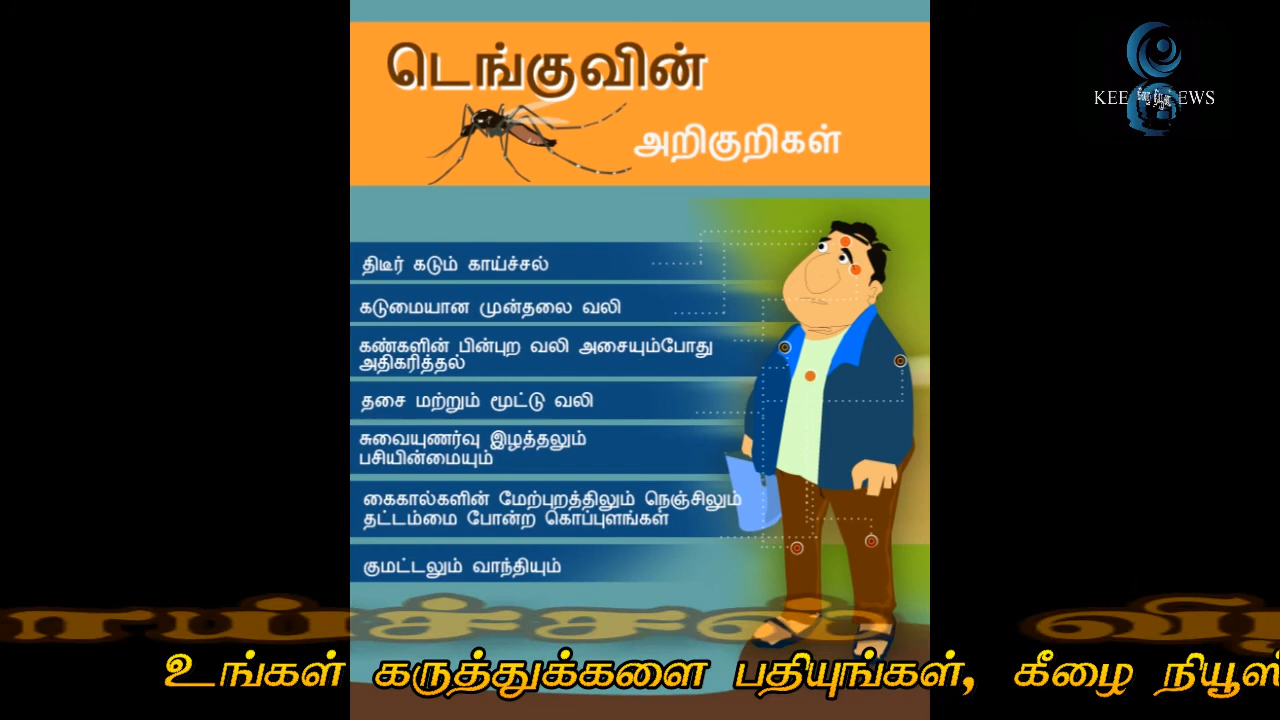 டெங்குவின்
அறிகுறிகள்
திடீர் கடும் காய்ச்சல்
கடுமையான முன்தலை வலி
கண்களின் பின்புற வலி அசையும்போது
அதிகரித்தல்
தசை மற்றும் மூட்டு வலி
சுவையுணர்வு இழத்தலும்
பசியின்மையும்
கைகால்களின் மேற்புறத்திலும் நெஞ்சிலும்
தட்டம்மை போன்ற கொப்புளங்கள்
குமட்டலும் வாந்தியும்
உங்கள் கருத்துக்களை பதியுங்கள், கீழை நியூஸ்